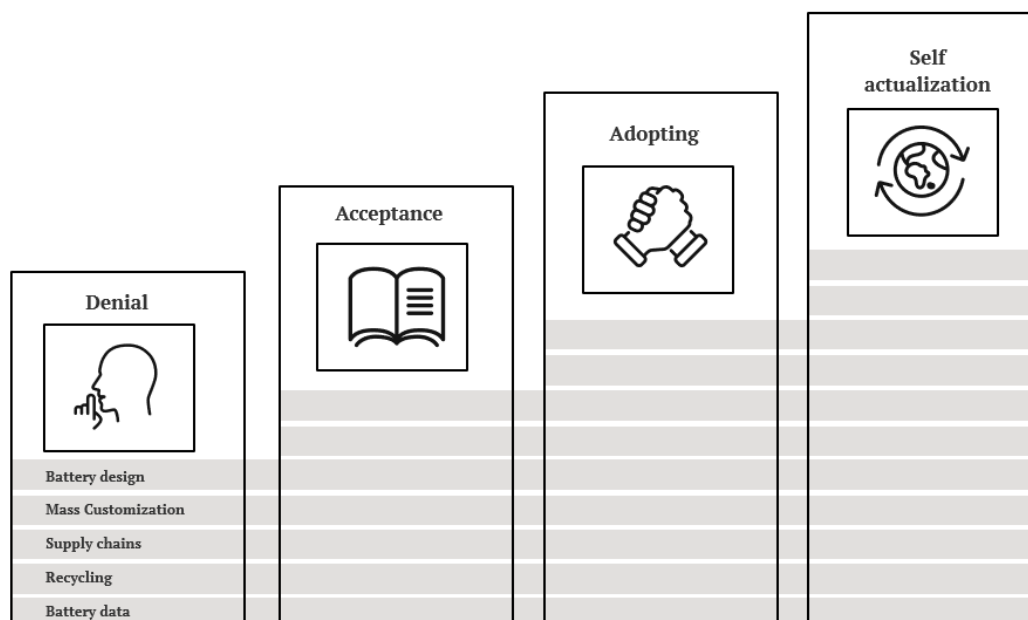 Self
actualization
Adopting
Acceptance
Denial
Battery design
Mass Customization
Supply chains
Recycling
Battery data